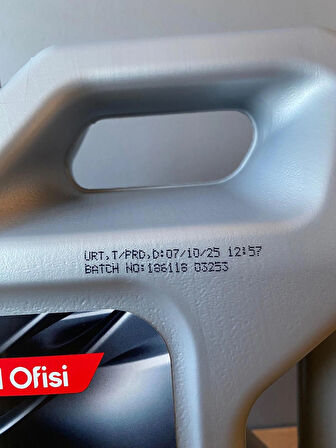 URT,T/PRD,D:07/10/25 12:57
BATCH NO:186118 03253
Ofisi